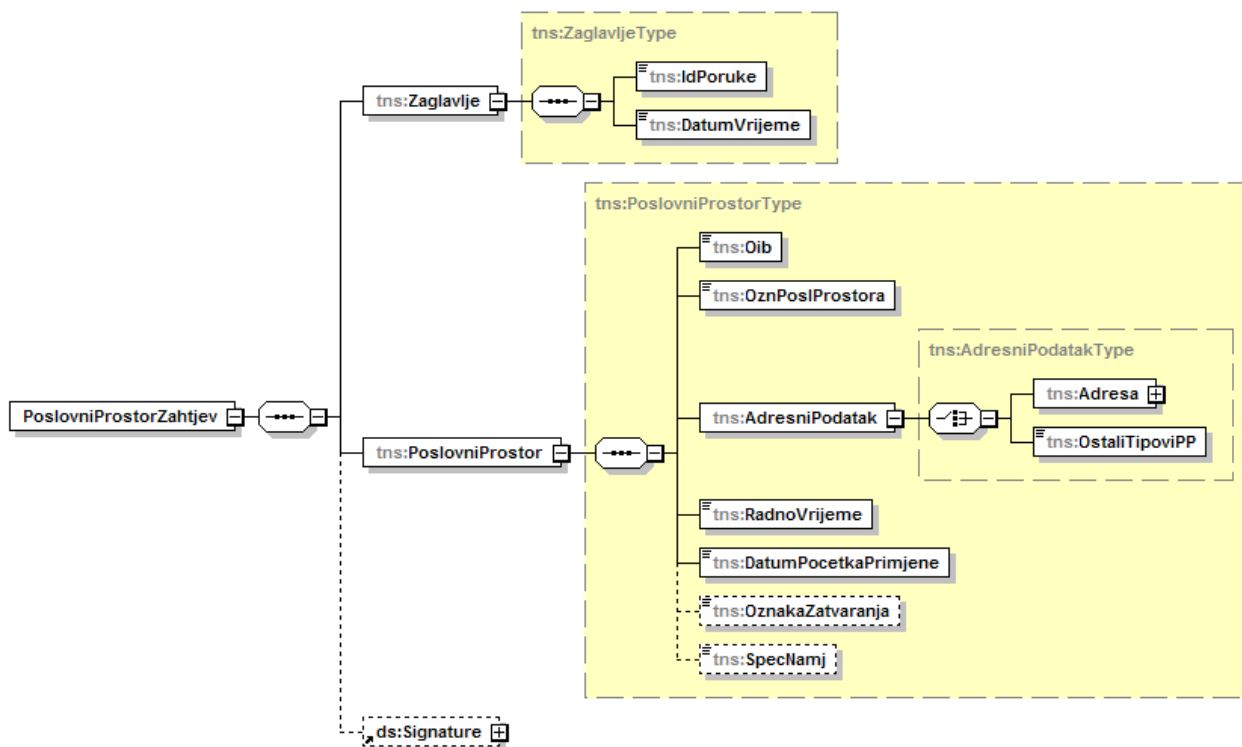 tns:ZaglavljeType
tns:IdPoruke
tns:Zaglavlje
tns:DatumVrijeme
tns:PoslovniProstorType
tns:Oib
tns:OznPoslProstora
tns:AdresniPodatakType
tns:Adresa
PoslovniProstorZahtjev
tns:AdresniPodatak
tns:OstaliTipoviPP
tns:PoslovniProstor
tns:RadnoVrijeme
tns:DatumPocetkaPrimjene
tns:OznakaZatvaranja
tns:SpecNamj
ds:Signature